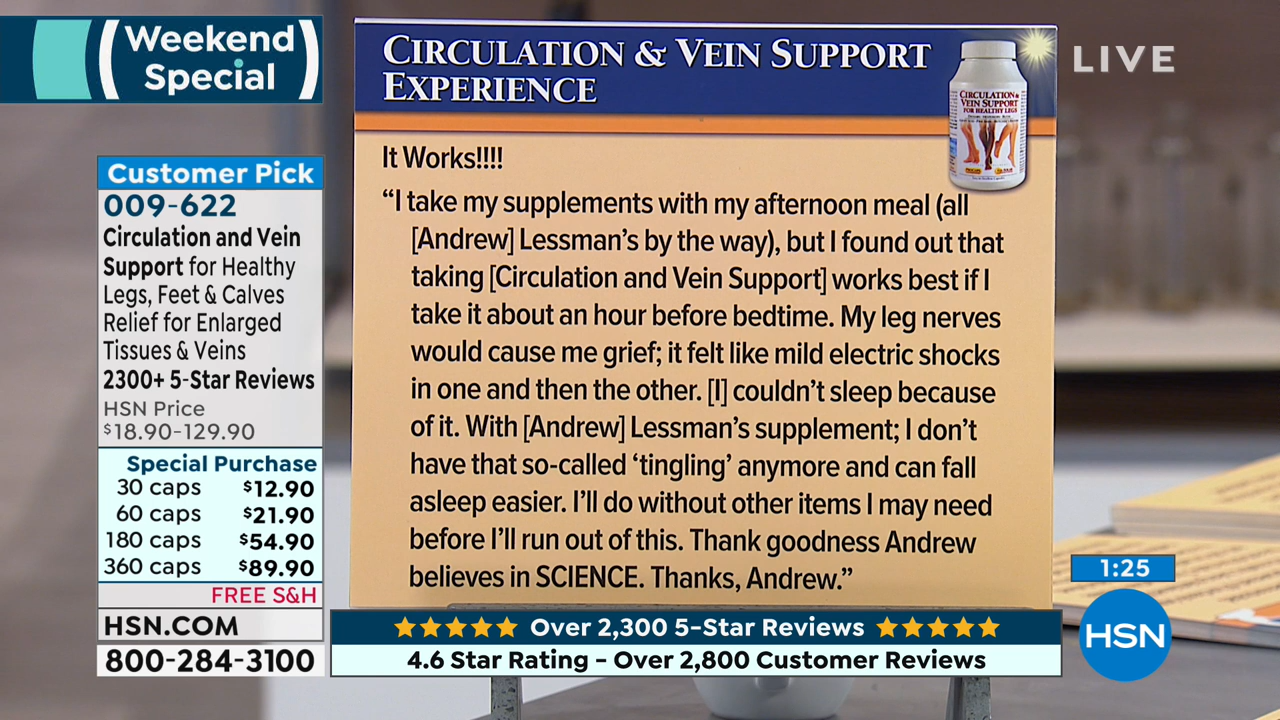 (Weekend
Special)
CIRCULATION & VEIN SUPPORT
EXPERIENCE
LIVE
CIRCULATION &
VEIN SUPPORT
FOR HEALTHY LEGS
It Works!!!!
“I take my supplements with my afternoon meal (all
[Andrew] Lessman’s by the way), but I found out that
taking [Circulation and Vein Support] works best if I
take it about an hour before bedtime. My leg nerves
would cause me grief; it felt like mild electric shocks
in one and then the other. [I] couldn’t sleep because
of it. With [Andrew] Lessman’s supplement; I don’t
have that so-called ‘tingling’ anymore and can fall
asleep easier. I’ll do without other items I may need
before I’ll run out of this. Thank goodness Andrew
believes in SCIENCE. Thanks, Andrew.”
Customer Pick
009-622
Circulation and Vein
Support for Healthy
Legs, Feet & Calves
Relief for Enlarged
Tissues & Veins
2300+ 5-Star Reviews
HSN Price
$18.90-129.90
Special Purchase
30 caps $12.90
60 caps $21.90
180 caps $54.90
360 caps $89.90
FREE S&H
HSN.COM
800-284-3100
Over 2,300 5-Star Reviews
4.6 Star Rating – Over 2,800 Customer Reviews
1:25
HSN